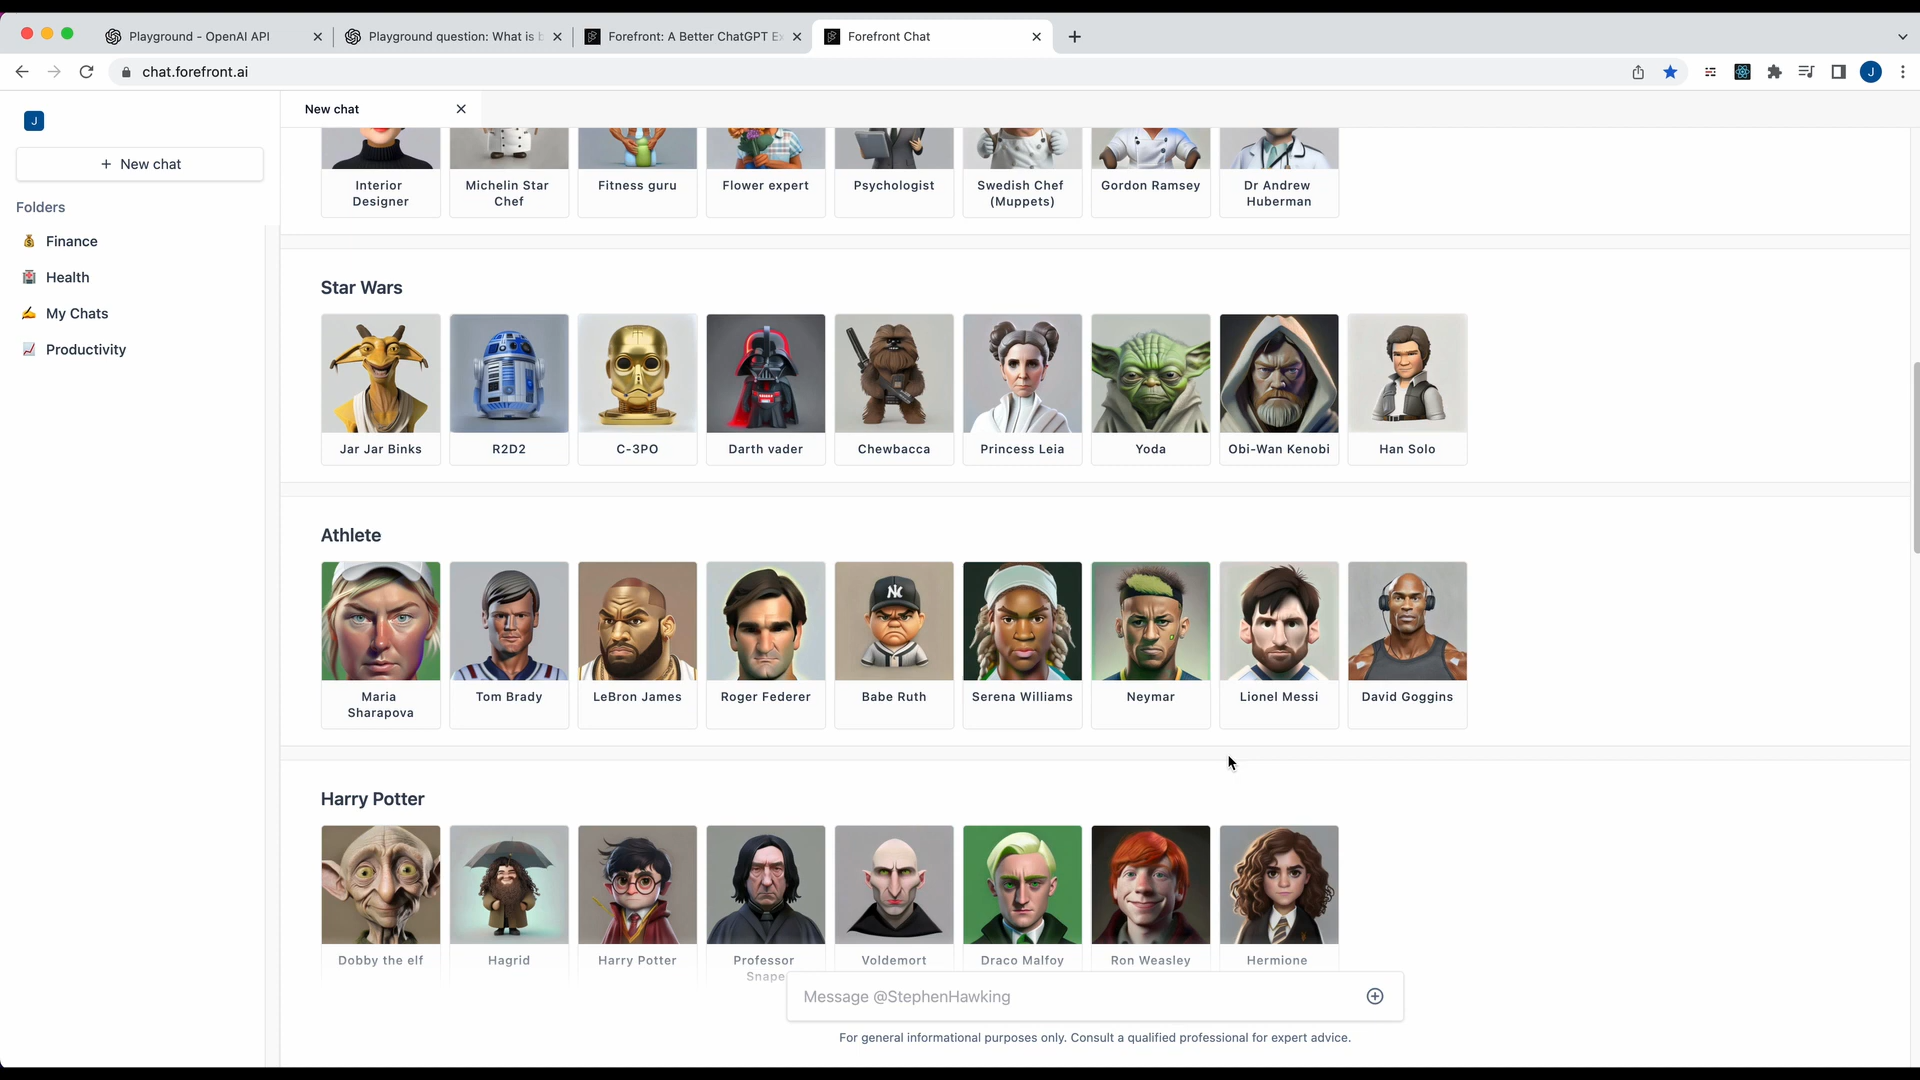 Playground - OpenAI API
Playground question: What is b
Forefront: A Better ChatGPT Ex
Forefront Chat
chat.forefront.ai
J
J
New chat
New chat
Folders
Finance
Health
My Chats
Productivity
Interior
Designer
Michelin Star
Chef
Fitness guru
Flower expert
Psychologist
Swedish Chef
(Muppets)
Gordon Ramsey
Dr Andrew
Huberman
Star Wars
Jar Jar Binks
R2D2
C-3PO
Darth vader
Chewbacca
Princess Leia
Yoda
Obi-Wan Kenobi
Han Solo
Athlete
NY
Maria
Sharapova
Tom Brady
LeBron James
Roger Federer
Babe Ruth
Serena Williams
Neymar
Lionel Messi
David Goggins
Harry Potter
Dobby the elf
Hagrid
Harry Potter
Professor
Snape
Voldemort
Draco Malfoy
Ron Weasley
Hermione
Message @StephenHawking
For general informational purposes only. Consult a qualified professional for expert advice.